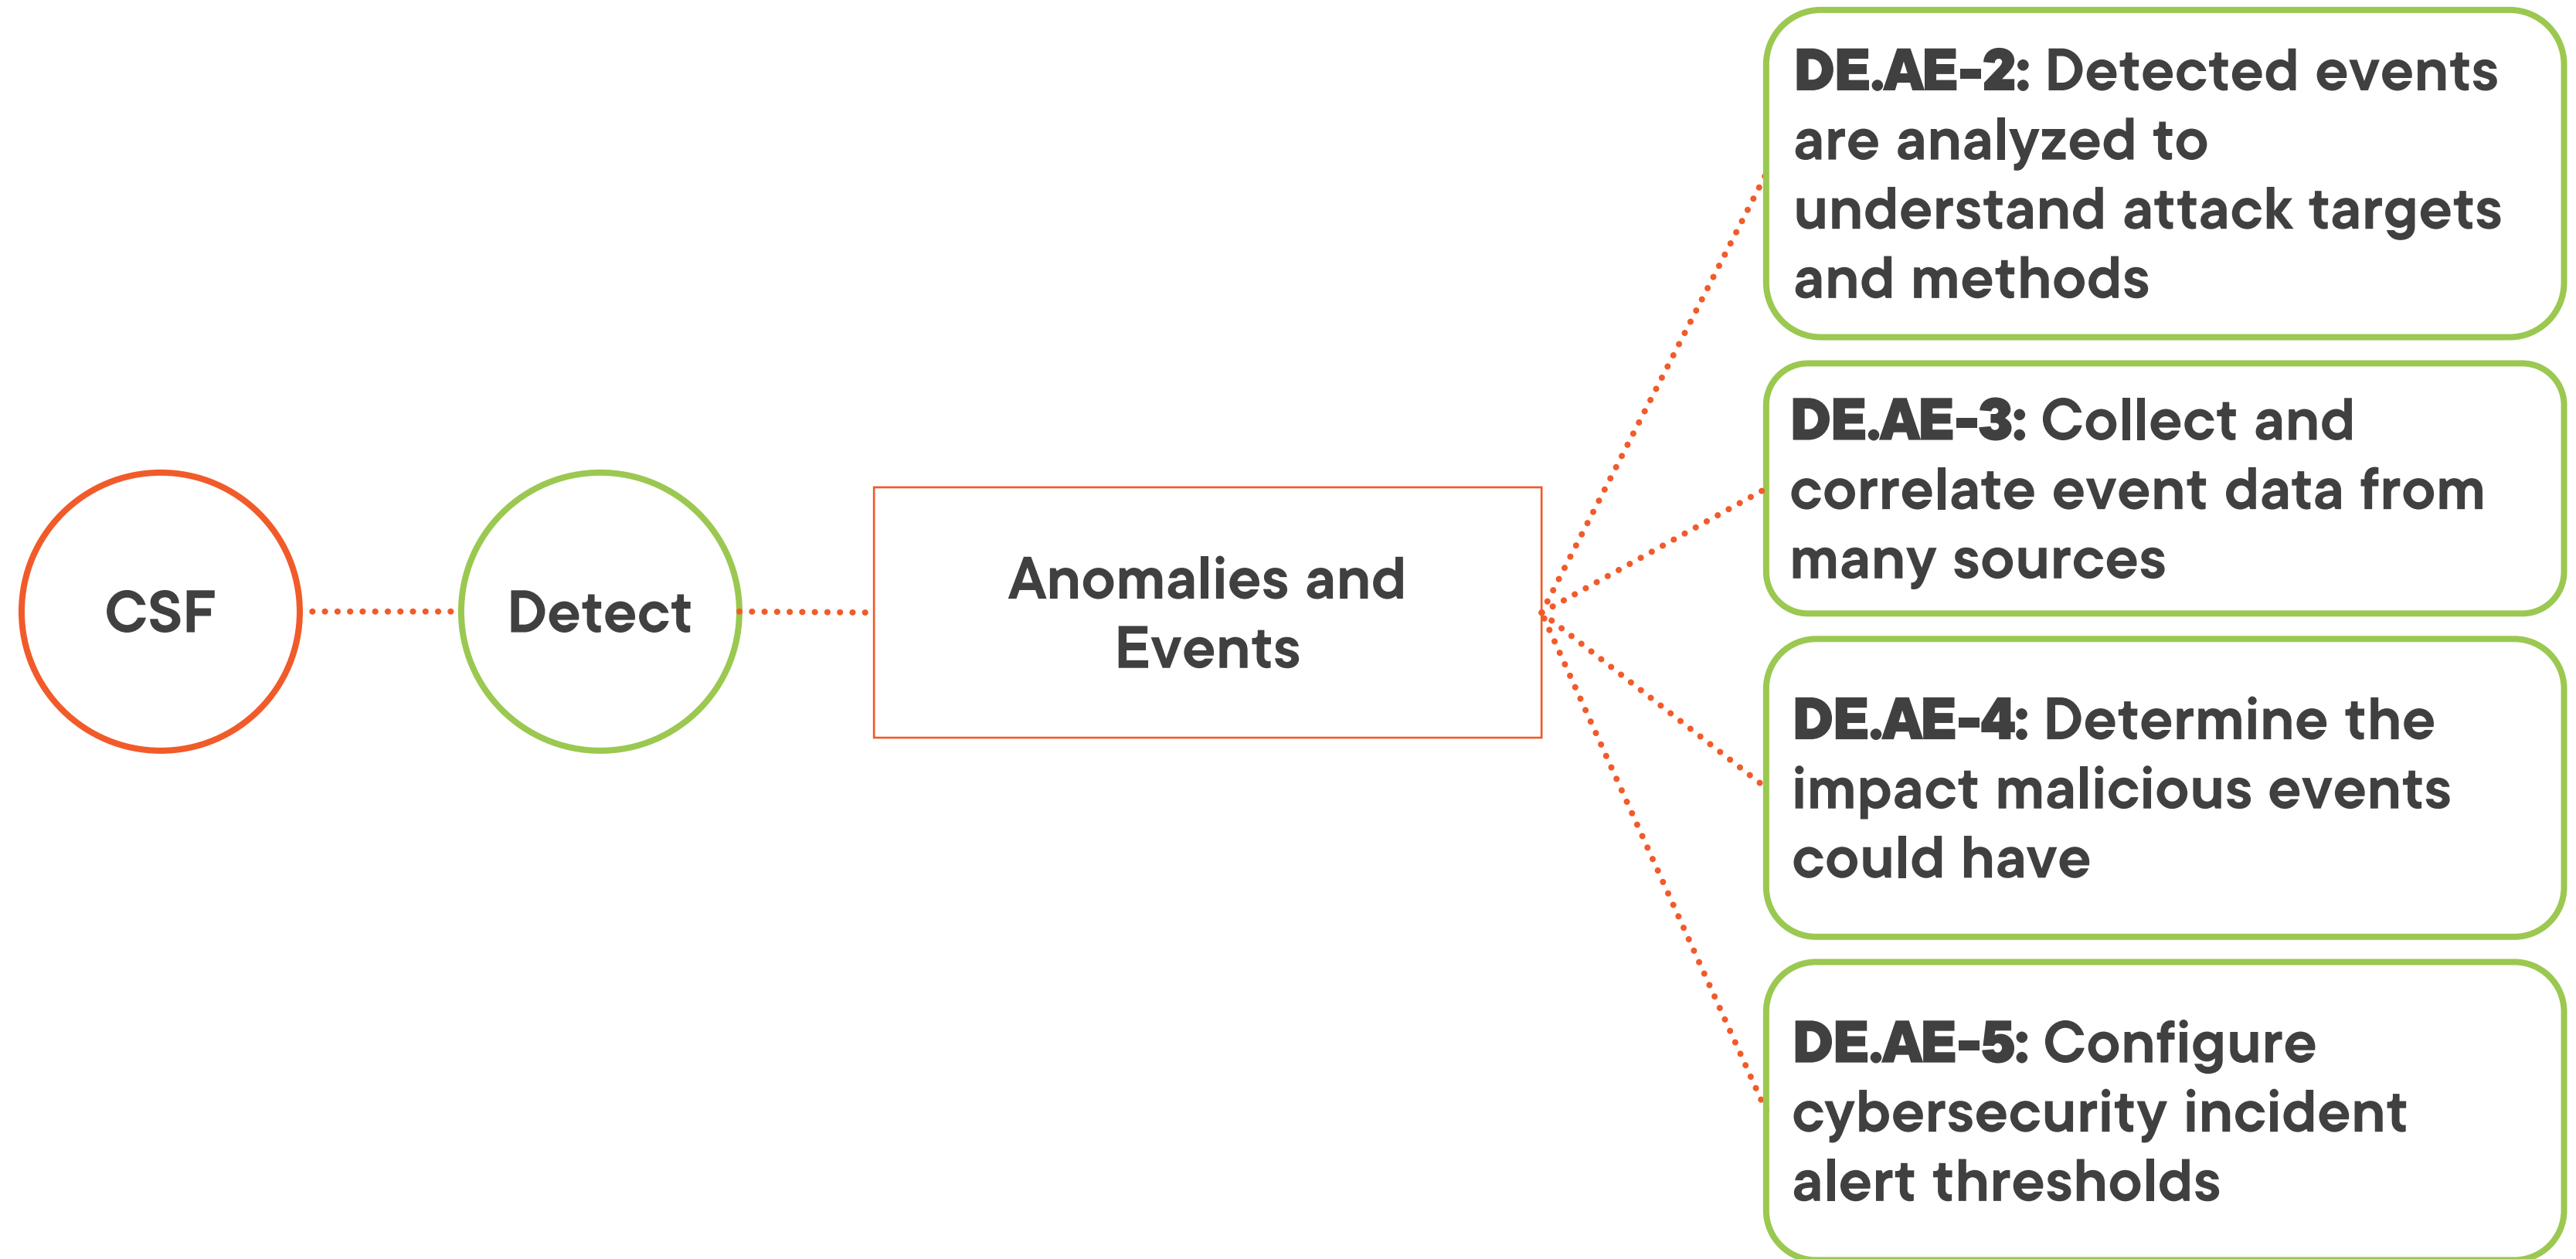 CSF
Detect
Anomalies and
Events
DE.AE-2: Detected events
are analyzed to
understand attack targets
and methods
DE.AE-3: Collect and
correlate event data from
many sources
DE.AE-4: Determine the
impact malicious events
could have
DE.AE-5: Configure
cybersecurity incident
alert thresholds